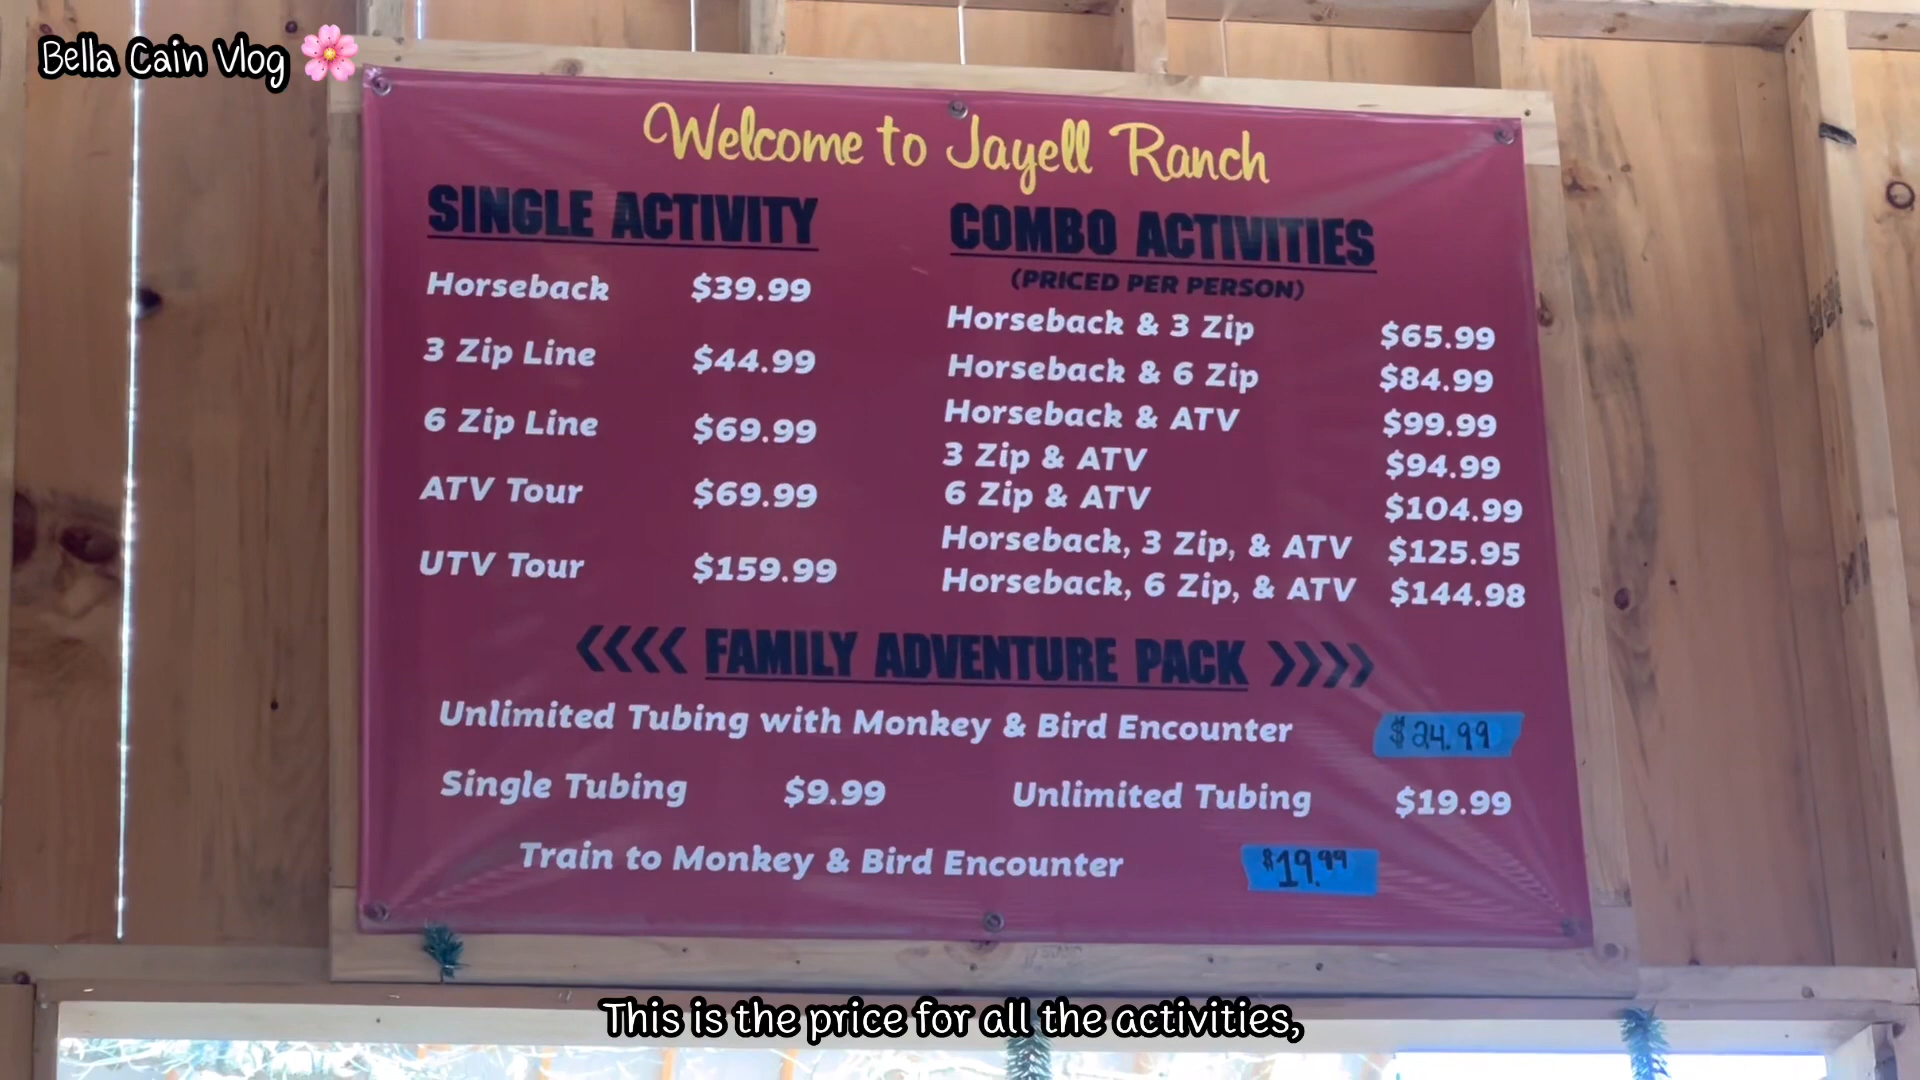 Bella Cain Vlog
Welcome to Jayell Ranch
SINGLE ACTIVITY
Horseback $39.99
3 Zip Line $44.99
6 Zip Line $69.99
ATV Tour $69.99
UTV Tour $159.99
COMBO ACTIVITIES
(PRICED PER PERSON)
Horseback & 3 Zip $65.99
Horseback & 6 Zip $84.99
Horseback & ATV $99.99
3 Zip & ATV $94.99
6 Zip & ATV $104.99
Horseback, 3 Zip, & ATV $125.95
Horseback, 6 Zip, & ATV $144.98
<<<< FAMILY ADVENTURE PACK >>>>
Unlimited Tubing with Monkey & Bird Encounter $24.99
Single Tubing $9.99 Unlimited Tubing $19.99
Train to Monkey & Bird Encounter $19.99
This is the price for all the activities,